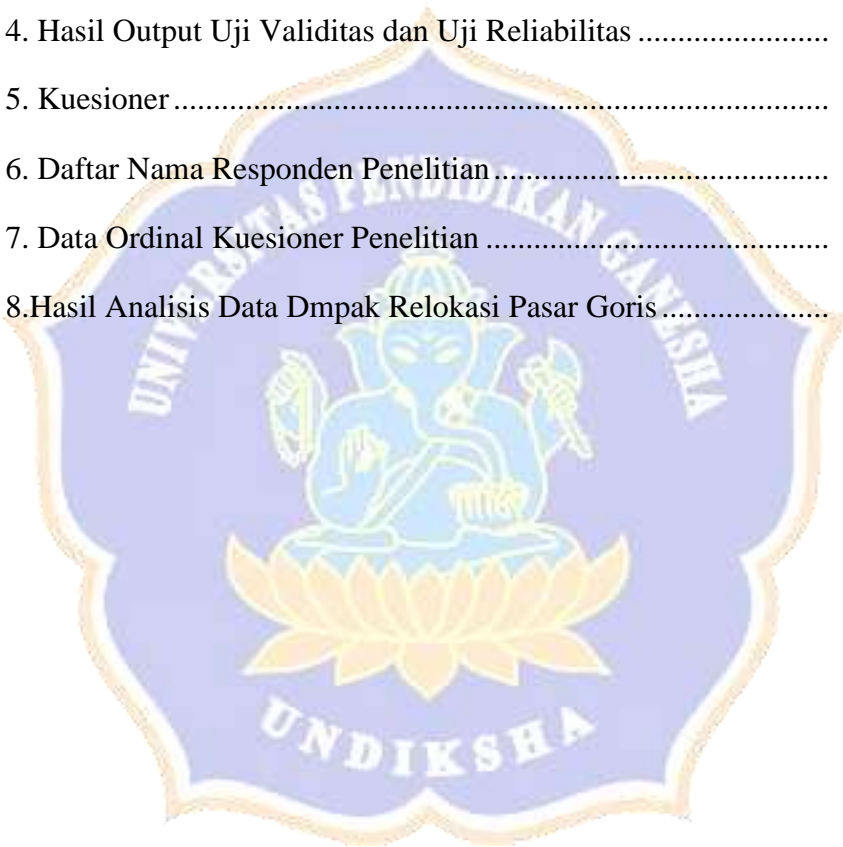 4. Hasil Output Uji Validitas dan Uji Reliabilitas ........................
5. Kuesioner ..................................................................................
6. Daftar Nama Responden Penelitian ..........................................
7. Data Ordinal Kuesioner Penelitian ...........................................
8.Hasil Analisis Data Dmpak Relokasi Pasar Goris .....................
UNIVERSITAS PENDIDIKAN GANESHA
UNDIKSHA